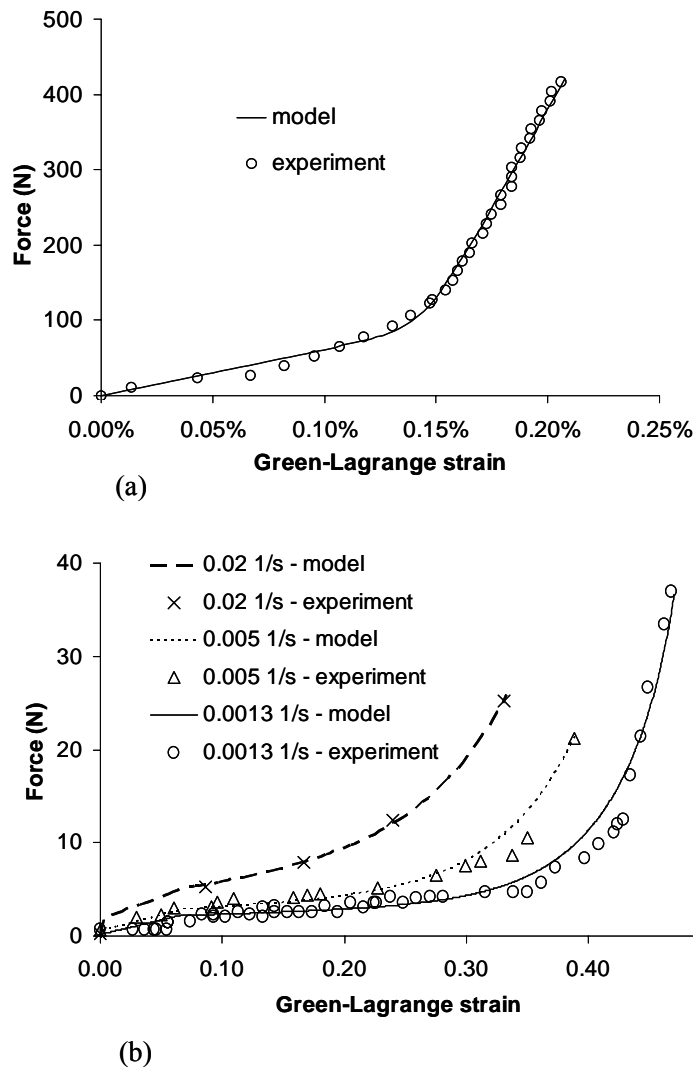 500
400
300
200
100
0
Force (N)
model
experiment
0.00% 0.05% 0.10% 0.15% 0.20% 0.25%
Green-Lagrange strain
(a)
40
30
20
10
0
Force (N)
0.02 1/s - model
0.02 1/s - experiment
0.005 1/s - model
0.005 1/s - experiment
0.0013 1/s - model
0.0013 1/s - experiment
0.00 0.10 0.20 0.30 0.40
Green-Lagrange strain
(b)